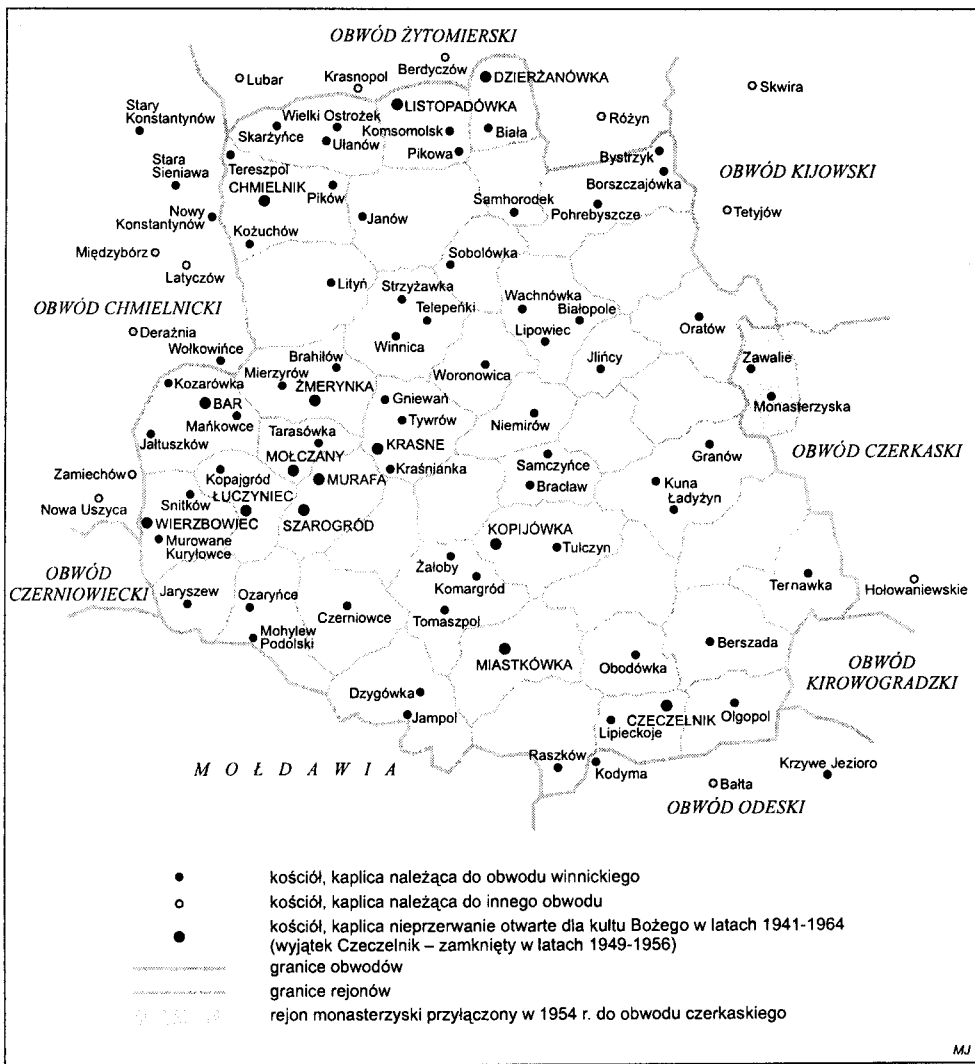 OBWÓD ŻYTOMIERSKI
Berdyczów
DZIERŻANÓWKA
Lubar
Krasnopol
Skwira
LISTOPADÓWKA
Stary
Konstantynów
Wielki Ostrożek
Skarżyńce
Komsomolsk
Biała
Różyn
Ułanów
Pikowa
Bystrzyk
Stara
Sieniawa
Tereszpol
OBWÓD KIJOWSKI
CHMIELNIK
Borszczajówka
Pików
Samhorodek
Pohrebyszcze
Tetyjów
Nowy
Konstantynów
Janów
Kożuchów
Międzybórz
Sobolówka
Latyczów
Lityń
Strzyżawka
Wachnówka
OBWÓD CHMIELNICKI
Telepeńki
Białopole
Oratów
Derażnia
Winnica
Lipowiec
Wołkowińce
Brahiłów
Jlińcy
Zawalie
Mierzyrów
Woronowica
Kozarówka
ŻMERYNKA
Gniewań
BAR
Monasterzyska
Mańkowce
Tywrów
Niemirów
Tarasówka
Jałtuszków
KRASNE
Granów
OBWÓD CZERKASKI
MOŁCZANY
Samczyńce
Zamiechów
Kopajgród
MURAFA
Kraśnjanka
Kuna
Bracław
Ładyżyn
Nowa Uszyca
Snitków
ŁUCZYNIEC
WIERZBOWIEC
SZAROGRÓD
KOPIJÓWKA
Murowane
Kuryłowce
Tulczyn
Żałoby
OBWÓD
CZERNIOWIECKI
Ternawka
Komargród
Hołowaniewskie
Jaryszew
Ozaryńce
Czerniowce
Tomaszpol
Mohylew
Podolski
Berszada
MIASTKÓWKA
Obodówka
OBWÓD
KIROWOGRADZKI
Dzygówka
CZECZELNIK
Olgopol
Jampol
Lipieckoje
MOŁDAWIA
Raszków
Kodyma
Krzywe Jezioro
Bałta
OBWÓD ODESKI
kościół, kaplica należąca do obwodu winnickiego
kościół, kaplica należąca do innego obwodu
kościół, kaplica nieprzerwanie otwarte dla kultu Bożego w latach 1941-1964
(wyjątek Czeczelnik – zamknięty w latach 1949-1956)
granice obwodów
granice rejonów
rejon monasterzyski przyłączony w 1954 r. do obwodu czerkaskiego
MJ